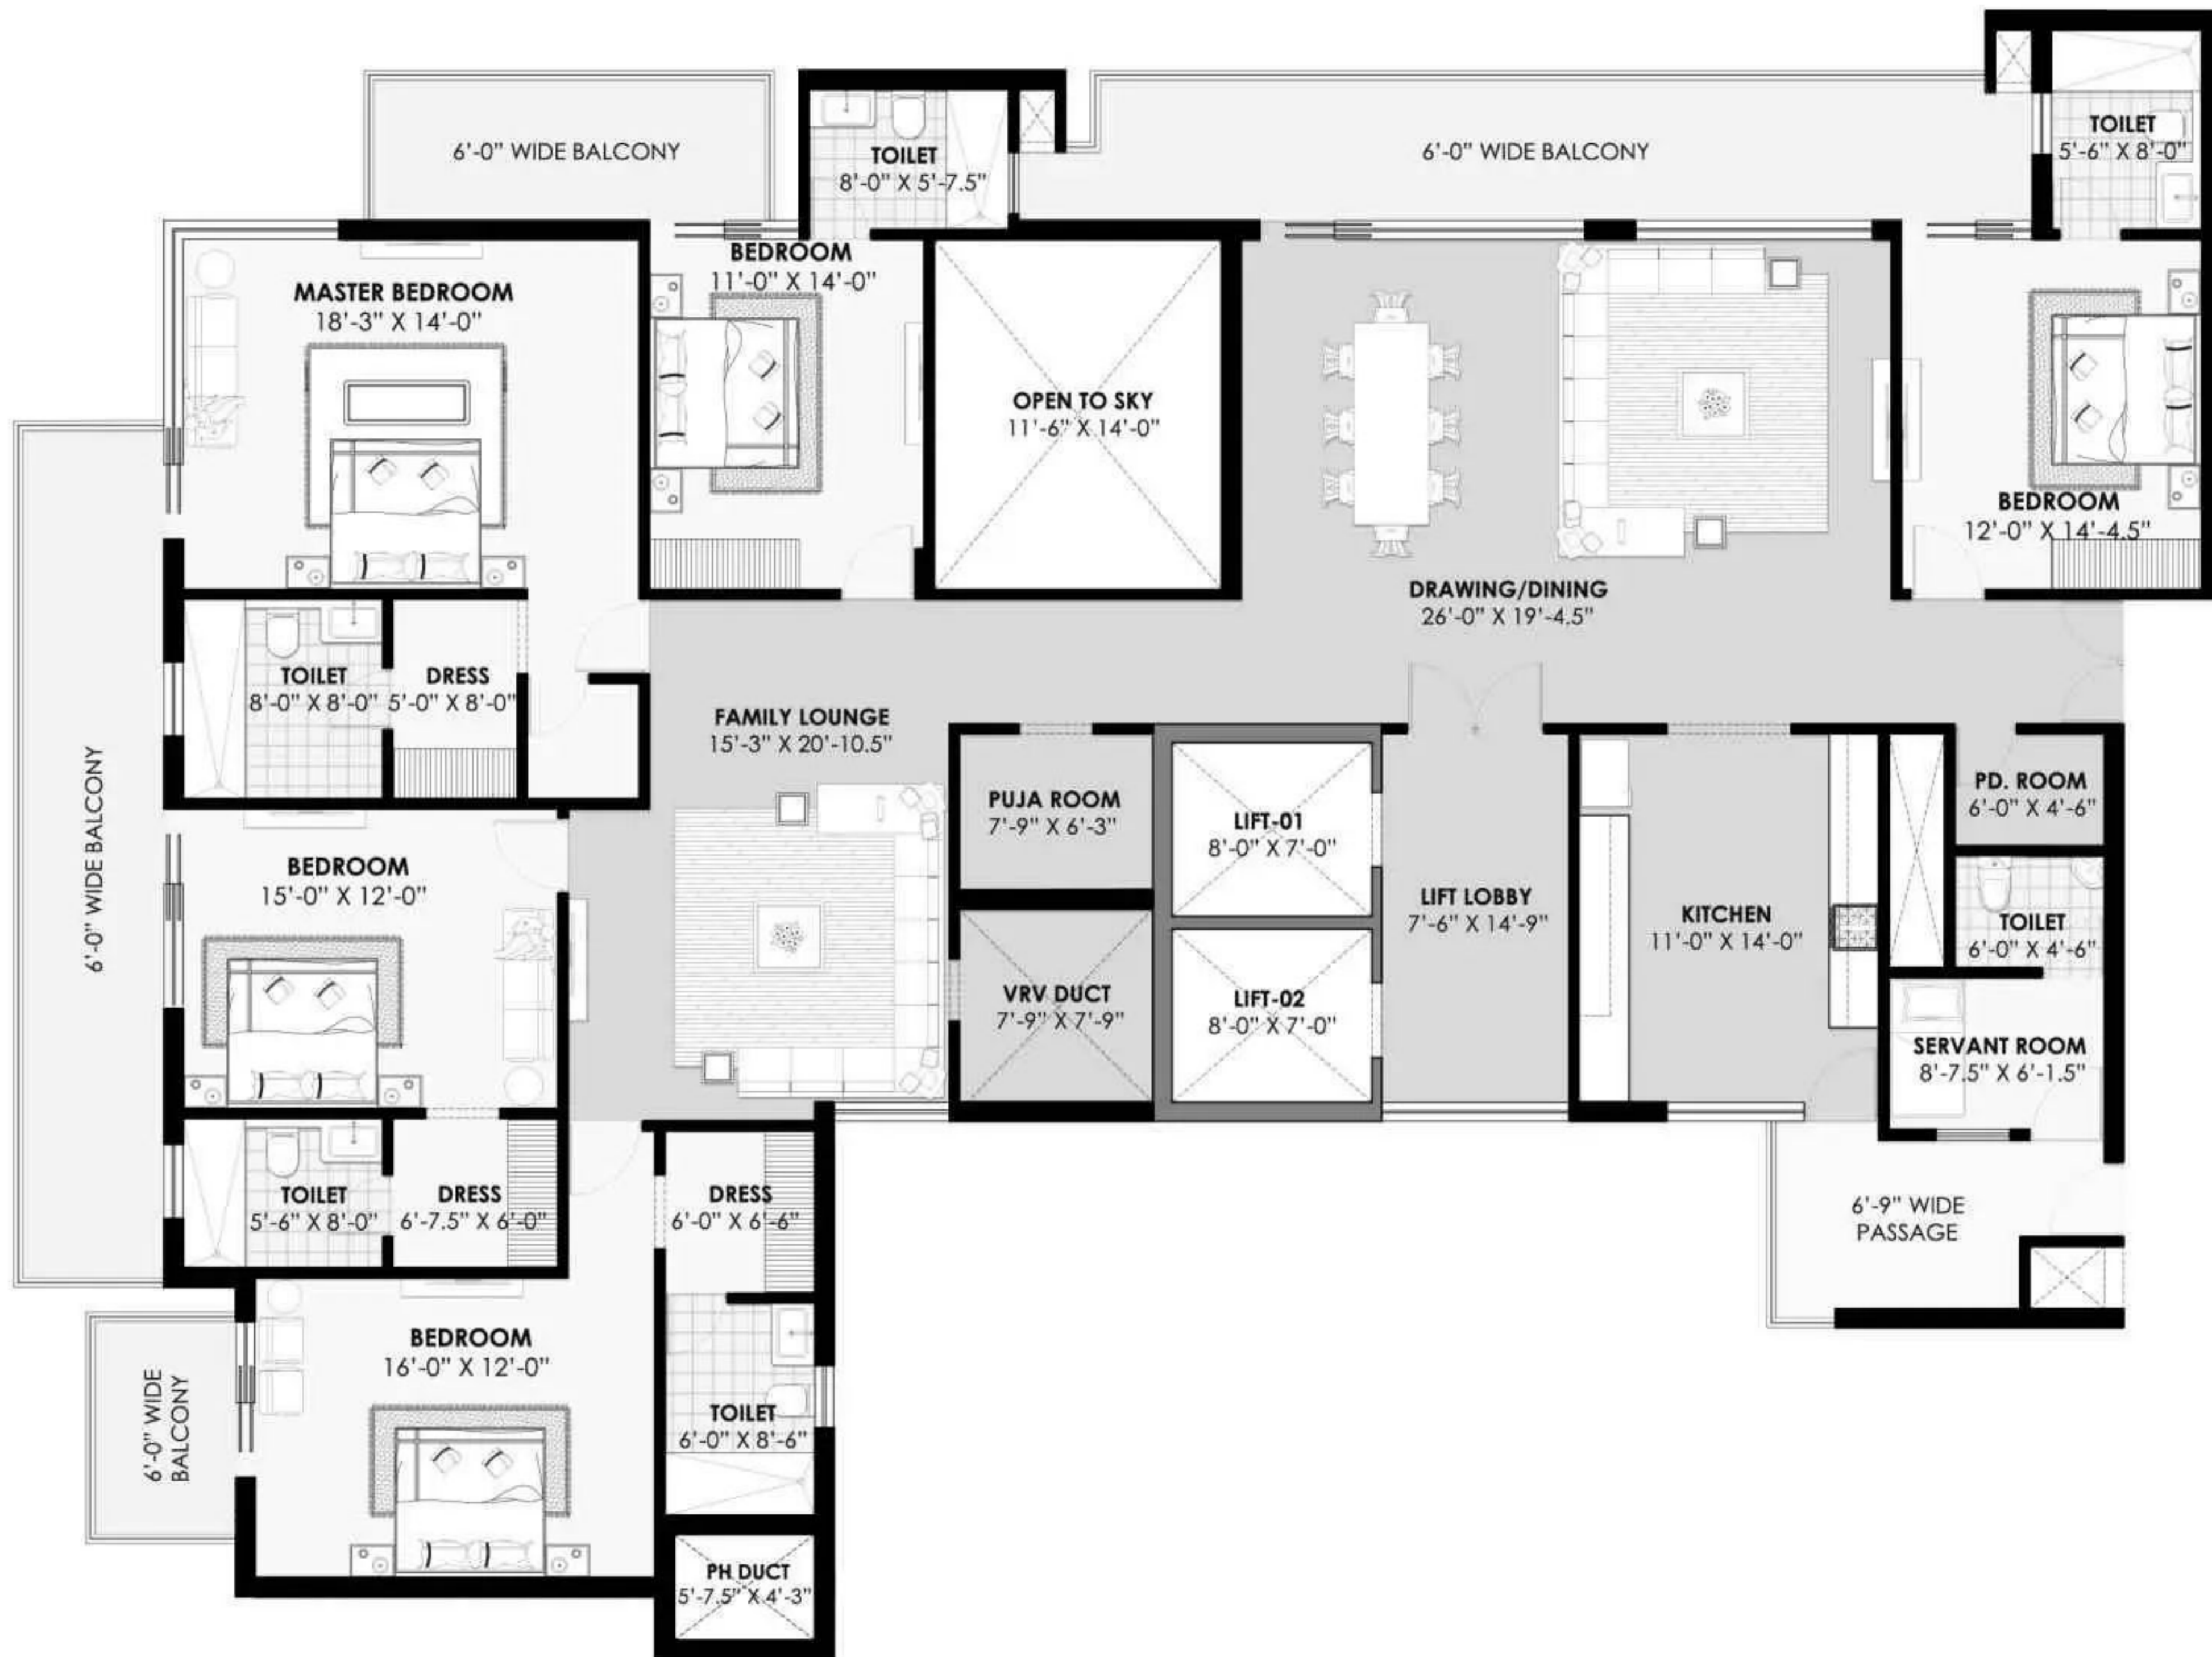 6'-0" WIDE BALCONY
TOILET
8'-0" X 5'-7.5"
6'-0" WIDE BALCONY
TOILET
5'-6" X 8'-0"
MASTER BEDROOM
18'-3" X 14'-0"
BEDROOM
11'-0" X 14'-0"
OPEN TO SKY
11'-6" X 14'-0"
DRAWING/DINING
26'-0" X 19'-4.5"
BEDROOM
12'-0" X 14'-4.5"
TOILET
8'-0" X 8'-0"
DRESS
5'-0" X 8'-0"
FAMILY LOUNGE
15'-3" X 20'-10.5"
6'-0" WIDE BALCONY
PUJA ROOM
7'-9" X 6'-3"
LIFT-01
8'-0" X 7'-0"
LIFT LOBBY
7'-6" X 14'-9"
KITCHEN
11'-0" X 14'-0"
PD. ROOM
6'-0" X 4'-6"
TOILET
6'-0" X 4'-6"
BEDROOM
15'-0" X 12'-0"
VRV DUCT
7'-9" X 7'-9"
LIFT-02
8'-0" X 7'-0"
SERVANT ROOM
8'-7.5" X 6'-1.5"
TOILET
5'-6" X 8'-0"
DRESS
6'-7.5" X 6'-0"
DRESS
6'-0" X 6'-6"
6'-9" WIDE
PASSAGE
BEDROOM
16'-0" X 12'-0"
6'-0" WIDE
BALCONY
TOILET
6'-0" X 8'-6"
PH DUCT
5'-7.5" X 4'-3"